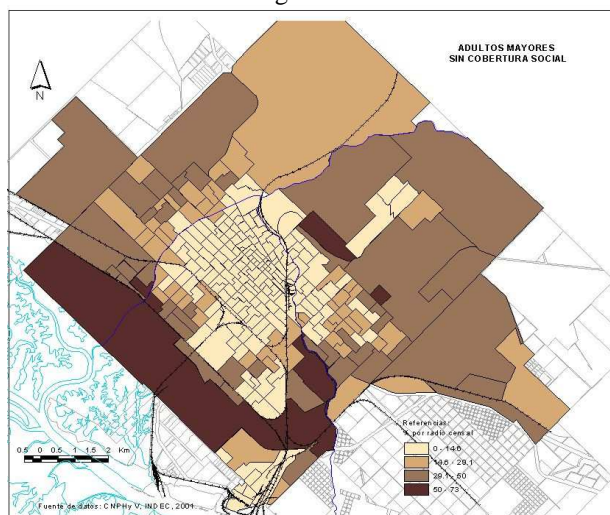 ADULTOS MAYORES
SIN COBERTURA SOCIAL
N
Referencias
% por radio censal
0 - 14.6
14.6 - 29.1
29.1 - 50
50 - 73
0.5 0 0.5 1 1.5 2 Km
Fuente de datos: CNPHy V, INDEC, 2001